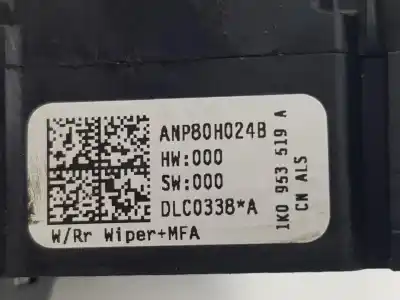 ANP80H024B
HW:000
SW:000
DLC0338*A
W/Rr Wiper+MFA
1K0 953 519 A
CN ALS